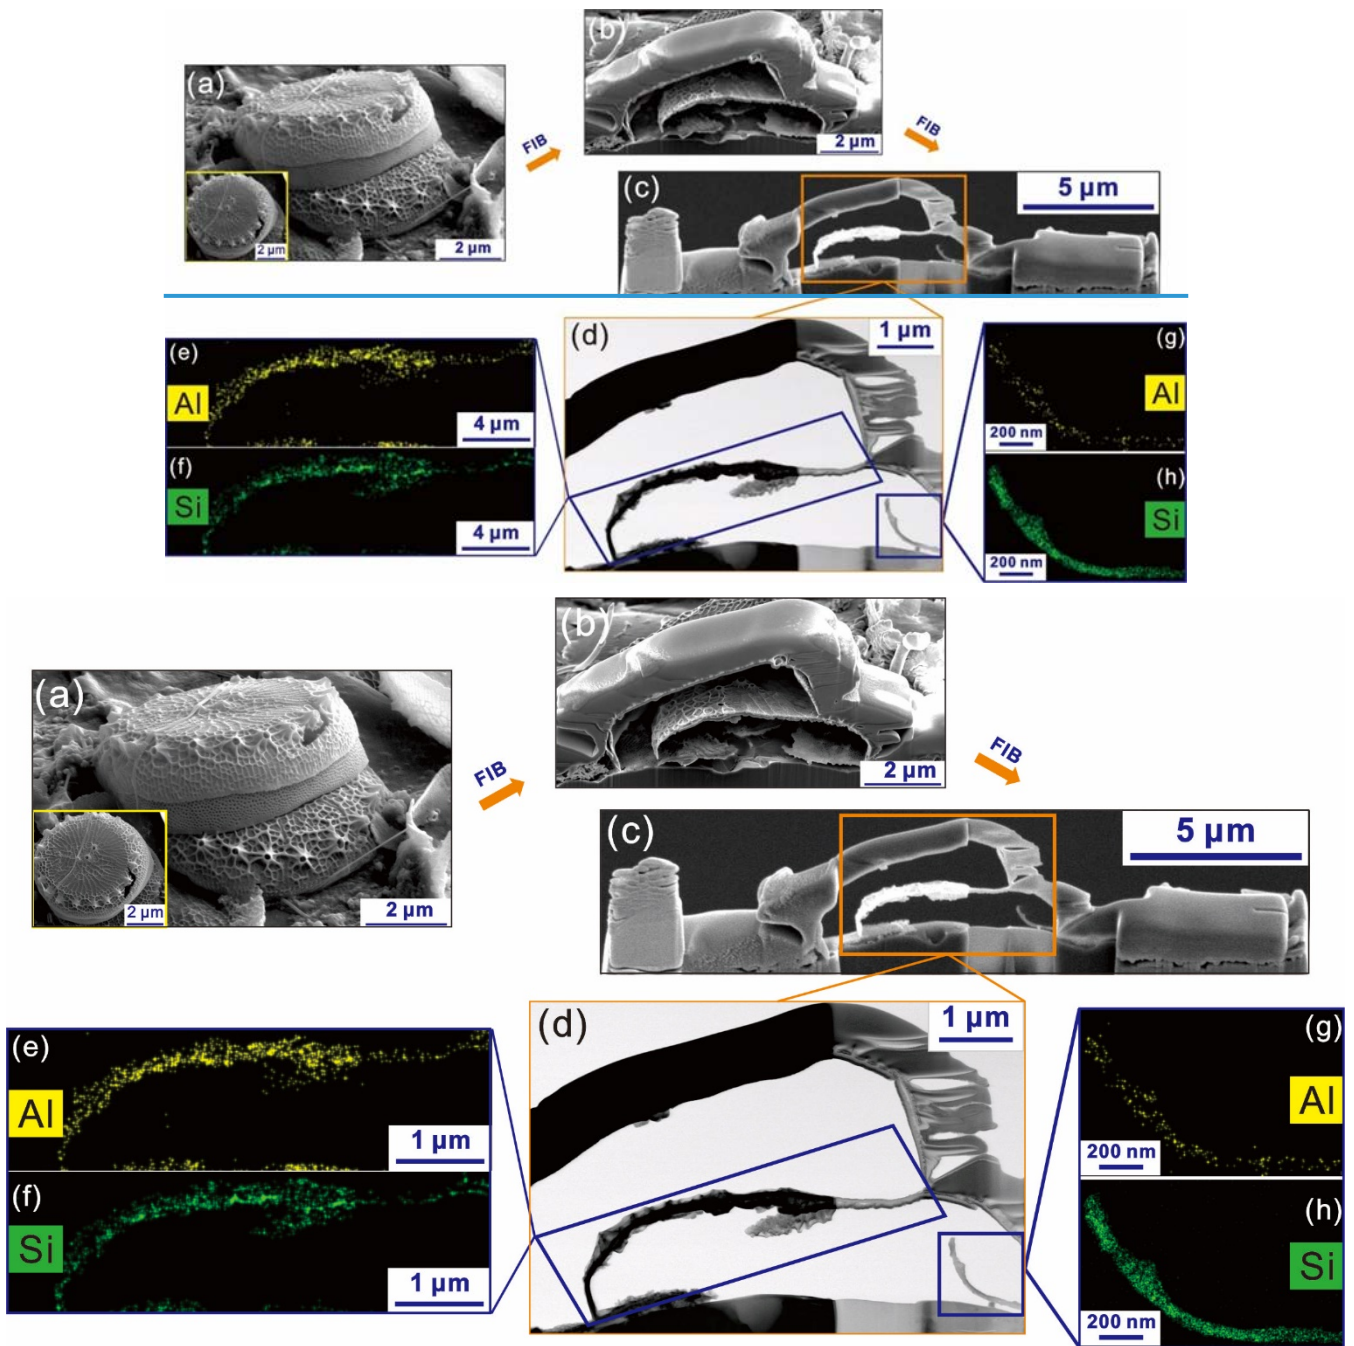 (a)
2 μm
2 μm
FIB
(b)
2 μm
FIB
(c)
5 μm
(d)
1 μm
(e)
Al
4 μm
(f)
Si
4 μm
(g)
Al
200 nm
(h)
Si
200 nm
(a)
2 μm
2 μm
FIB
(b)
2 μm
FIB
(c)
5 μm
(d)
1 μm
(e)
Al
1 μm
(f)
Si
1 μm
(g)
Al
200 nm
(h)
Si
200 nm